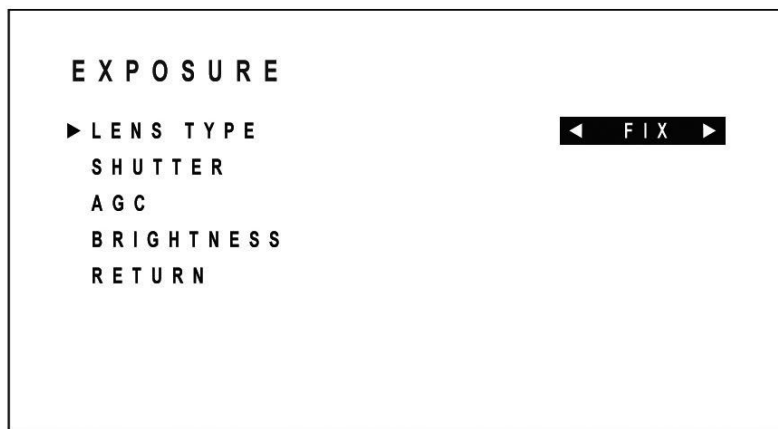 EXPOSURE
►LENS TYPE ◄ FIX ►
SHUTTER
AGC
BRIGHTNESS
RETURN